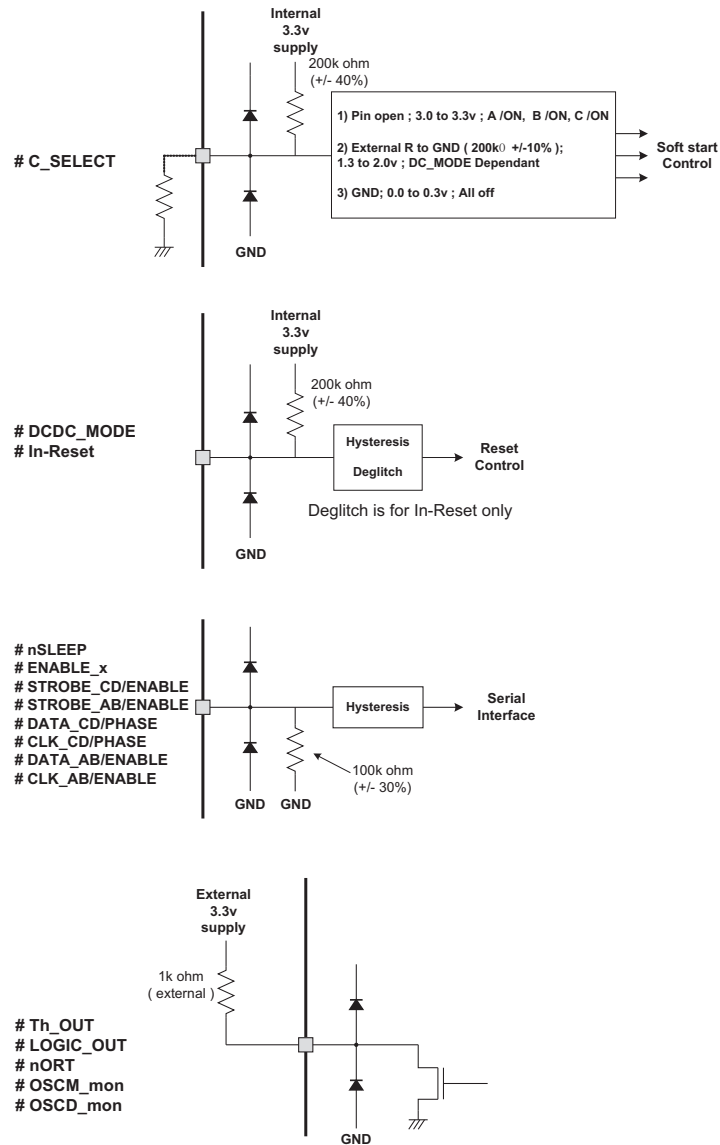 Internal
3.3v
supply
200k ohm
(+/- 40%)
# C_SELECT
1) Pin open ; 3.0 to 3.3v ; A /ON, B /ON, C /ON
2) External R to GND ( 200k0 +/-10% );
1.3 to 2.0v ; DC_MODE Dependant
3) GND; 0.0 to 0.3v ; All off
Soft start
Control
GND
Internal
3.3v
supply
200k ohm
(+/- 40%)
# DCDC_MODE
# In-Reset
Hysteresis
Deglitch
Reset
Control
Deglitch is for In-Reset only
GND
# nSLEEP
# ENABLE_x
# STROBE_CD/ENABLE
# STROBE_AB/ENABLE
# DATA_CD/PHASE
# CLK_CD/PHASE
# DATA_AB/ENABLE
# CLK_AB/ENABLE
Hysteresis
Serial
Interface
100k ohm
(+/- 30%)
GND
GND
External
3.3v
supply
1k ohm
( external )
# Th_OUT
# LOGIC_OUT
# nORT
# OSCM_mon
# OSCD_mon
GND